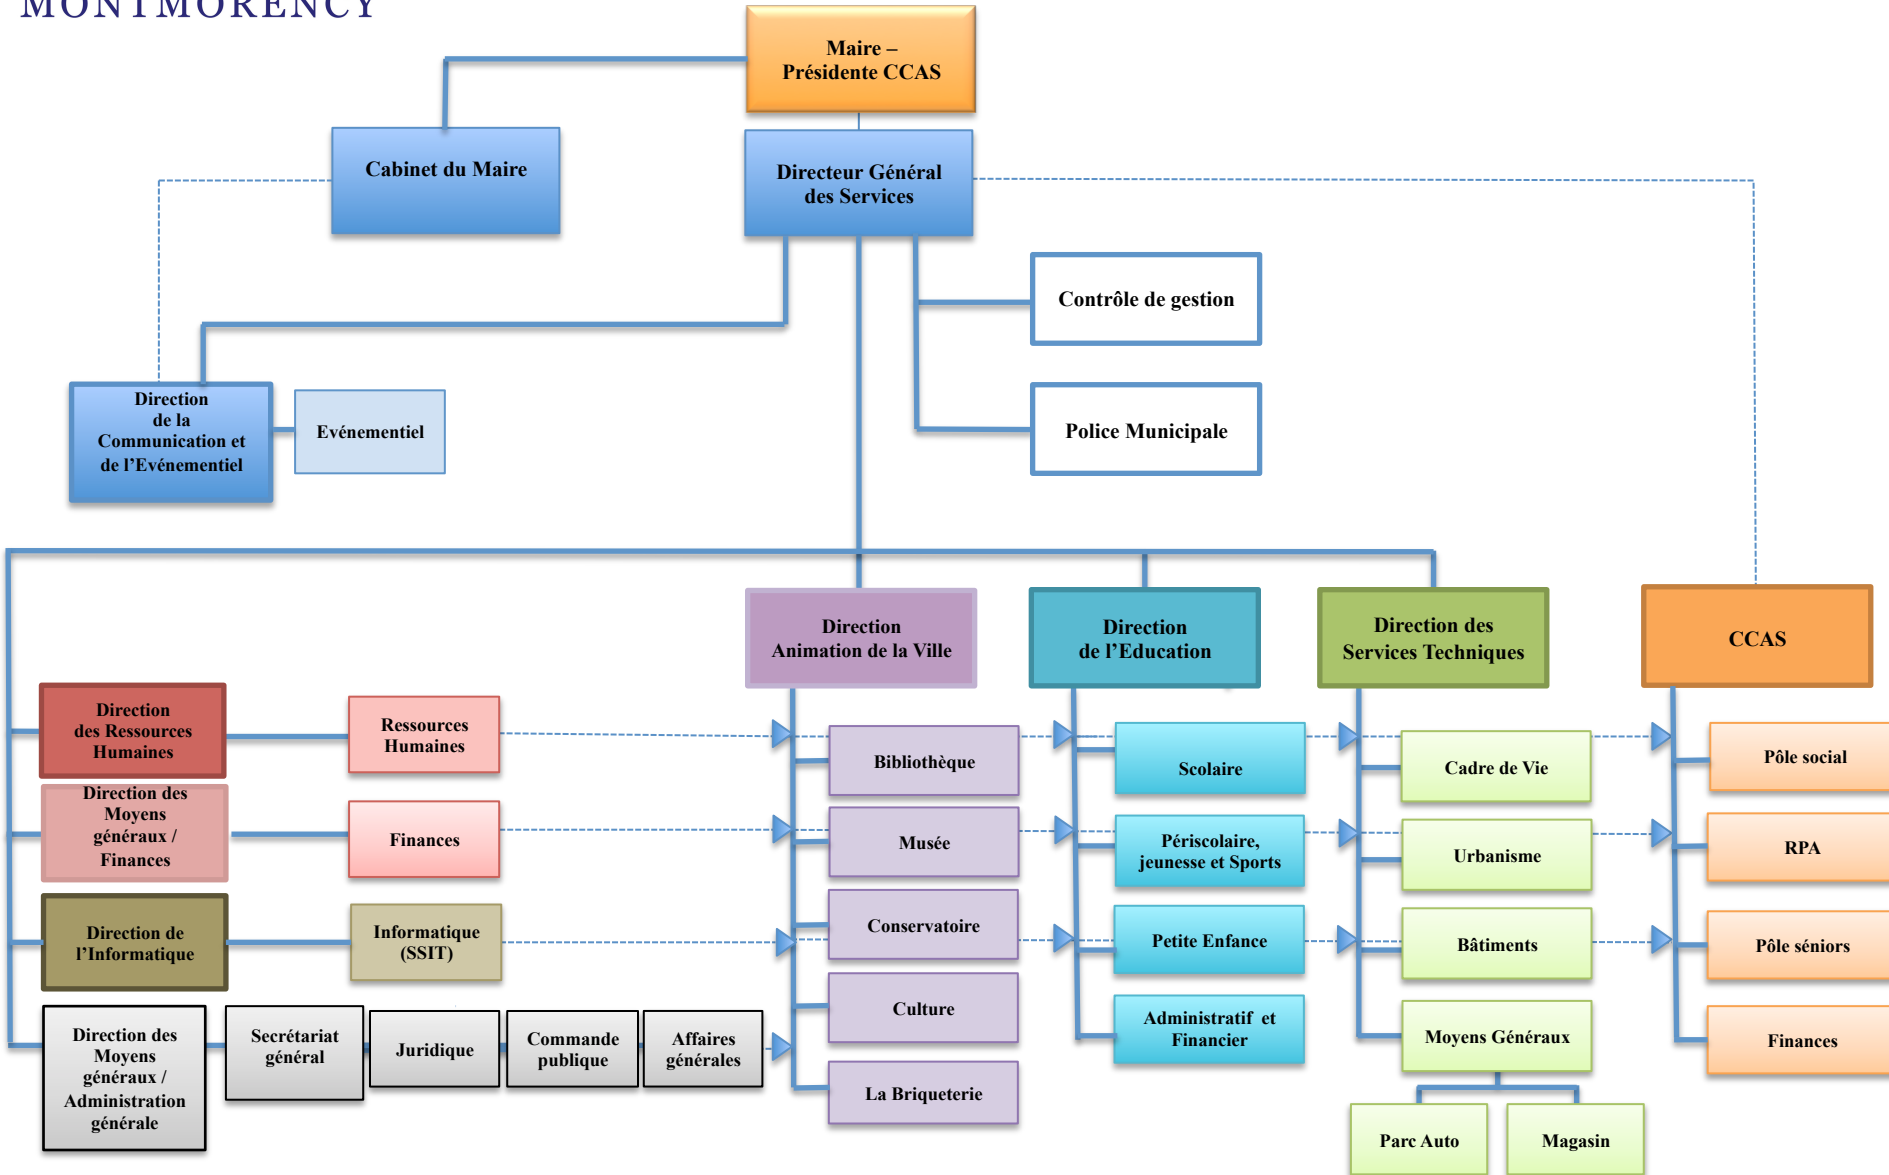 MONTMORENCY
Maire –
Présidente CCAS
Cabinet du Maire
Directeur Général
des Services
Contrôle de gestion
Police Municipale
Direction
de la
Communication et
de l’Evénementiel
Evénementiel
Direction
Animation de la Ville
Direction
de l’Education
Direction des
Services Techniques
CCAS
Direction
des Ressources
Humaines
Ressources
Humaines
Bibliothèque
Scolaire
Cadre de Vie
Pôle social
Direction des
Moyens
généraux /
Finances
Finances
Musée
Périscolaire,
jeunesse et Sports
Urbanisme
RPA
Direction de
l’Informatique
Informatique
(SSIT)
Conservatoire
Petite Enfance
Bâtiments
Pôle séniors
Direction des
Moyens
généraux /
Administration
générale
Secrétariat
général
Juridique
Commande
publique
Affaires
générales
Culture
Administratif et
Financier
Moyens Généraux
Finances
La Briqueterie
Parc Auto
Magasin